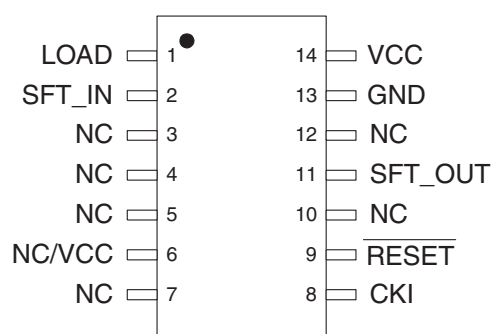 LOAD 1 14 VCC
SFT_IN 2 13 GND
NC 3 12 NC
NC 4 11 SFT_OUT
NC 5 10 NC
NC/VCC 6 9 RESET
NC 7 8 CKI